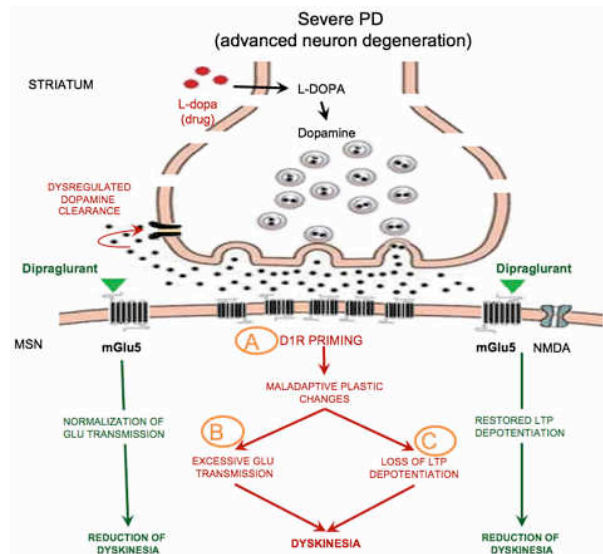 Severe PD
(advanced neuron degeneration)
STRIATUM
L-dopa
(drug)
L-DOPA
Dopamine
DYSREGULATED
DOPAMINE
CLEARANCE
Dipraglurant
Dipraglurant
MSN
mGlu5
A
D1R PRIMING
mGlu5
NMDA
MALADAPTIVE PLASTIC
CHANGES
NORMALIZATION OF
GLU TRANSMISSION
B
EXCESSIVE GLU
TRANSMISSION
C
LOSS OF LTP
DEPOTENTIATION
RESTORED LTP
DEPOTENTIATION
REDUCTION OF
DYSKINESIA
DYSKINESIA
REDUCTION OF
DYSKINESIA